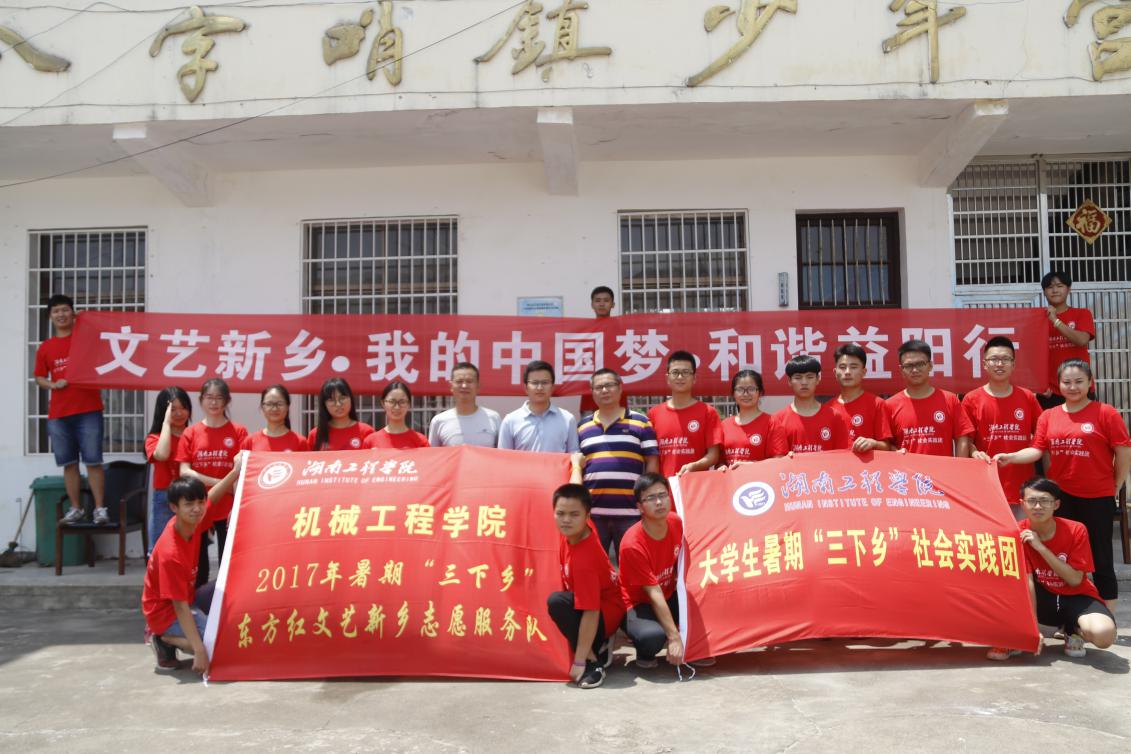 八字哨鎮少年宫
福
文艺新乡·我的中国梦·和谐益阳行
湖南工程学院
HUNAN INSTITUTE OF ENGINEERING
机械工程学院
2017年暑期“三下乡”
东方红文艺新乡志愿服务队
湖南工程学院
HUNAN INSTITUTE OF ENGINEERING
大学生暑期“三下乡”社会实践团